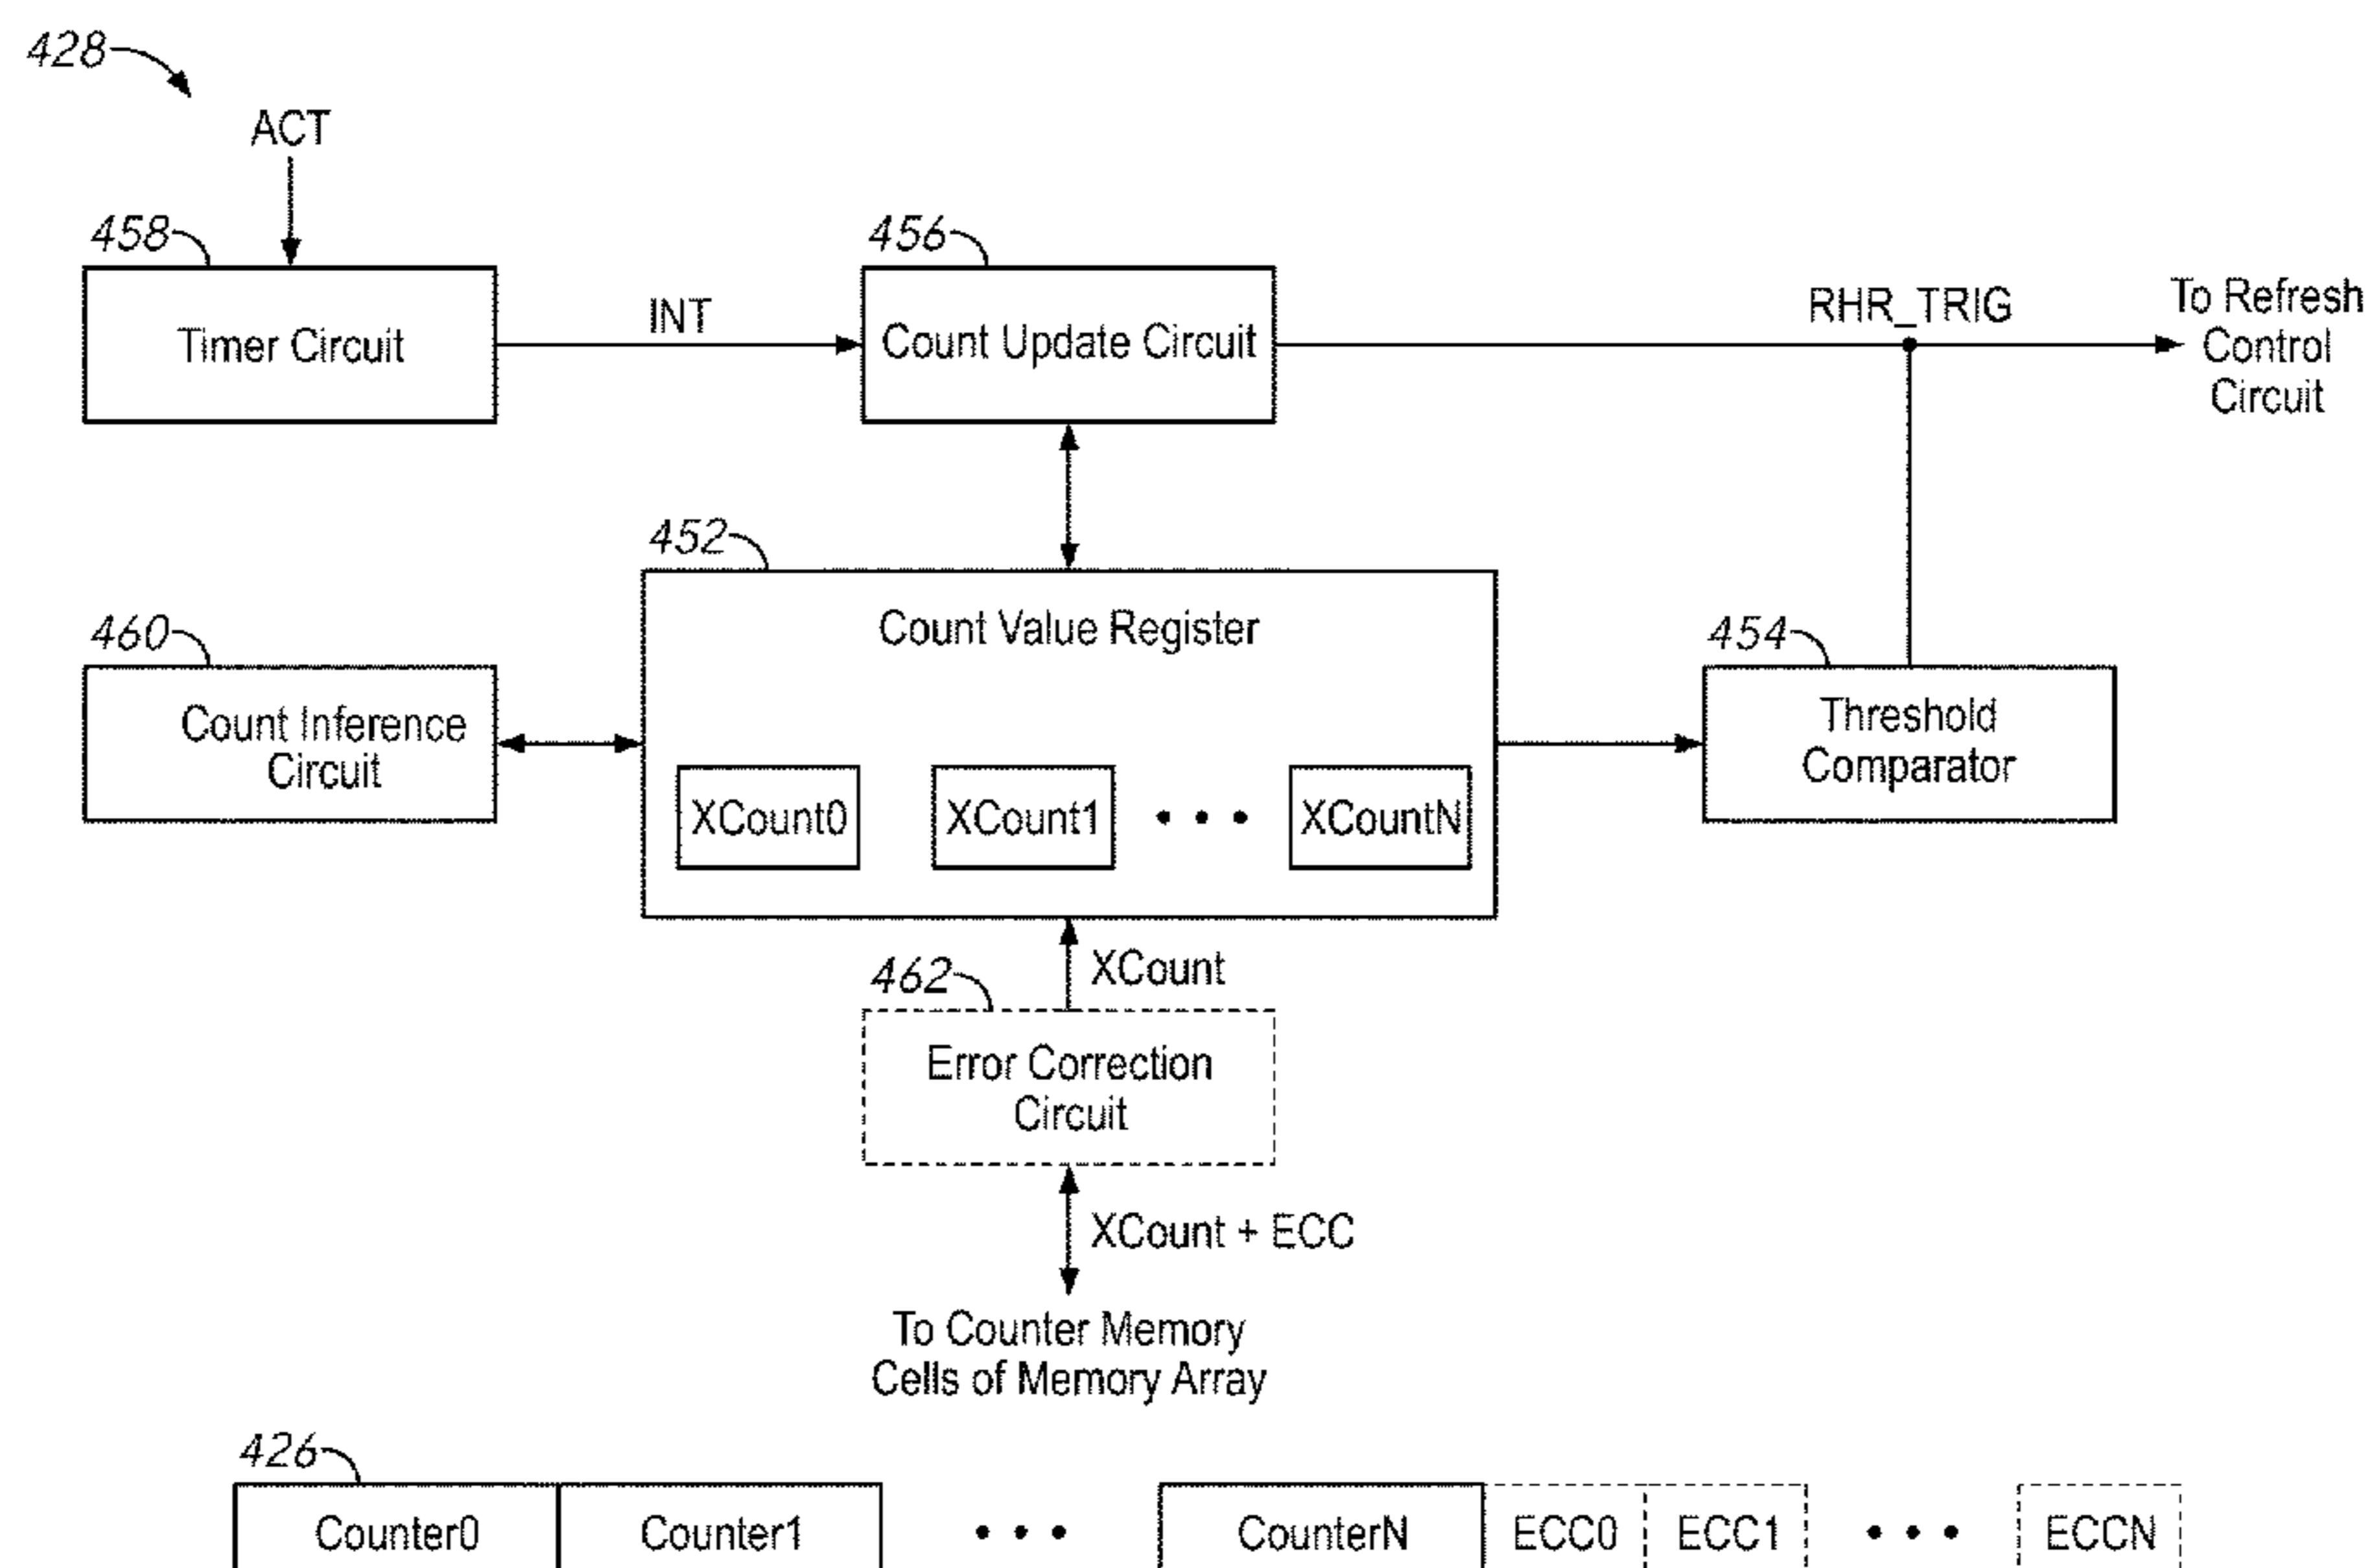 428
ACT
458
Timer Circuit
INT
456
Count Update Circuit
RHR_TRIG
To Refresh
Control
Circuit
452
Count Value Register
460
Count Inference
Circuit
454
Threshold
Comparator
XCount0
XCount1
• • •
XCountN
XCount
462
Error Correction
Circuit
XCount + ECC
To Counter Memory
Cells of Memory Array
426
Counter0
Counter1
• • •
CounterN
ECC0
ECC1
• • •
ECCN